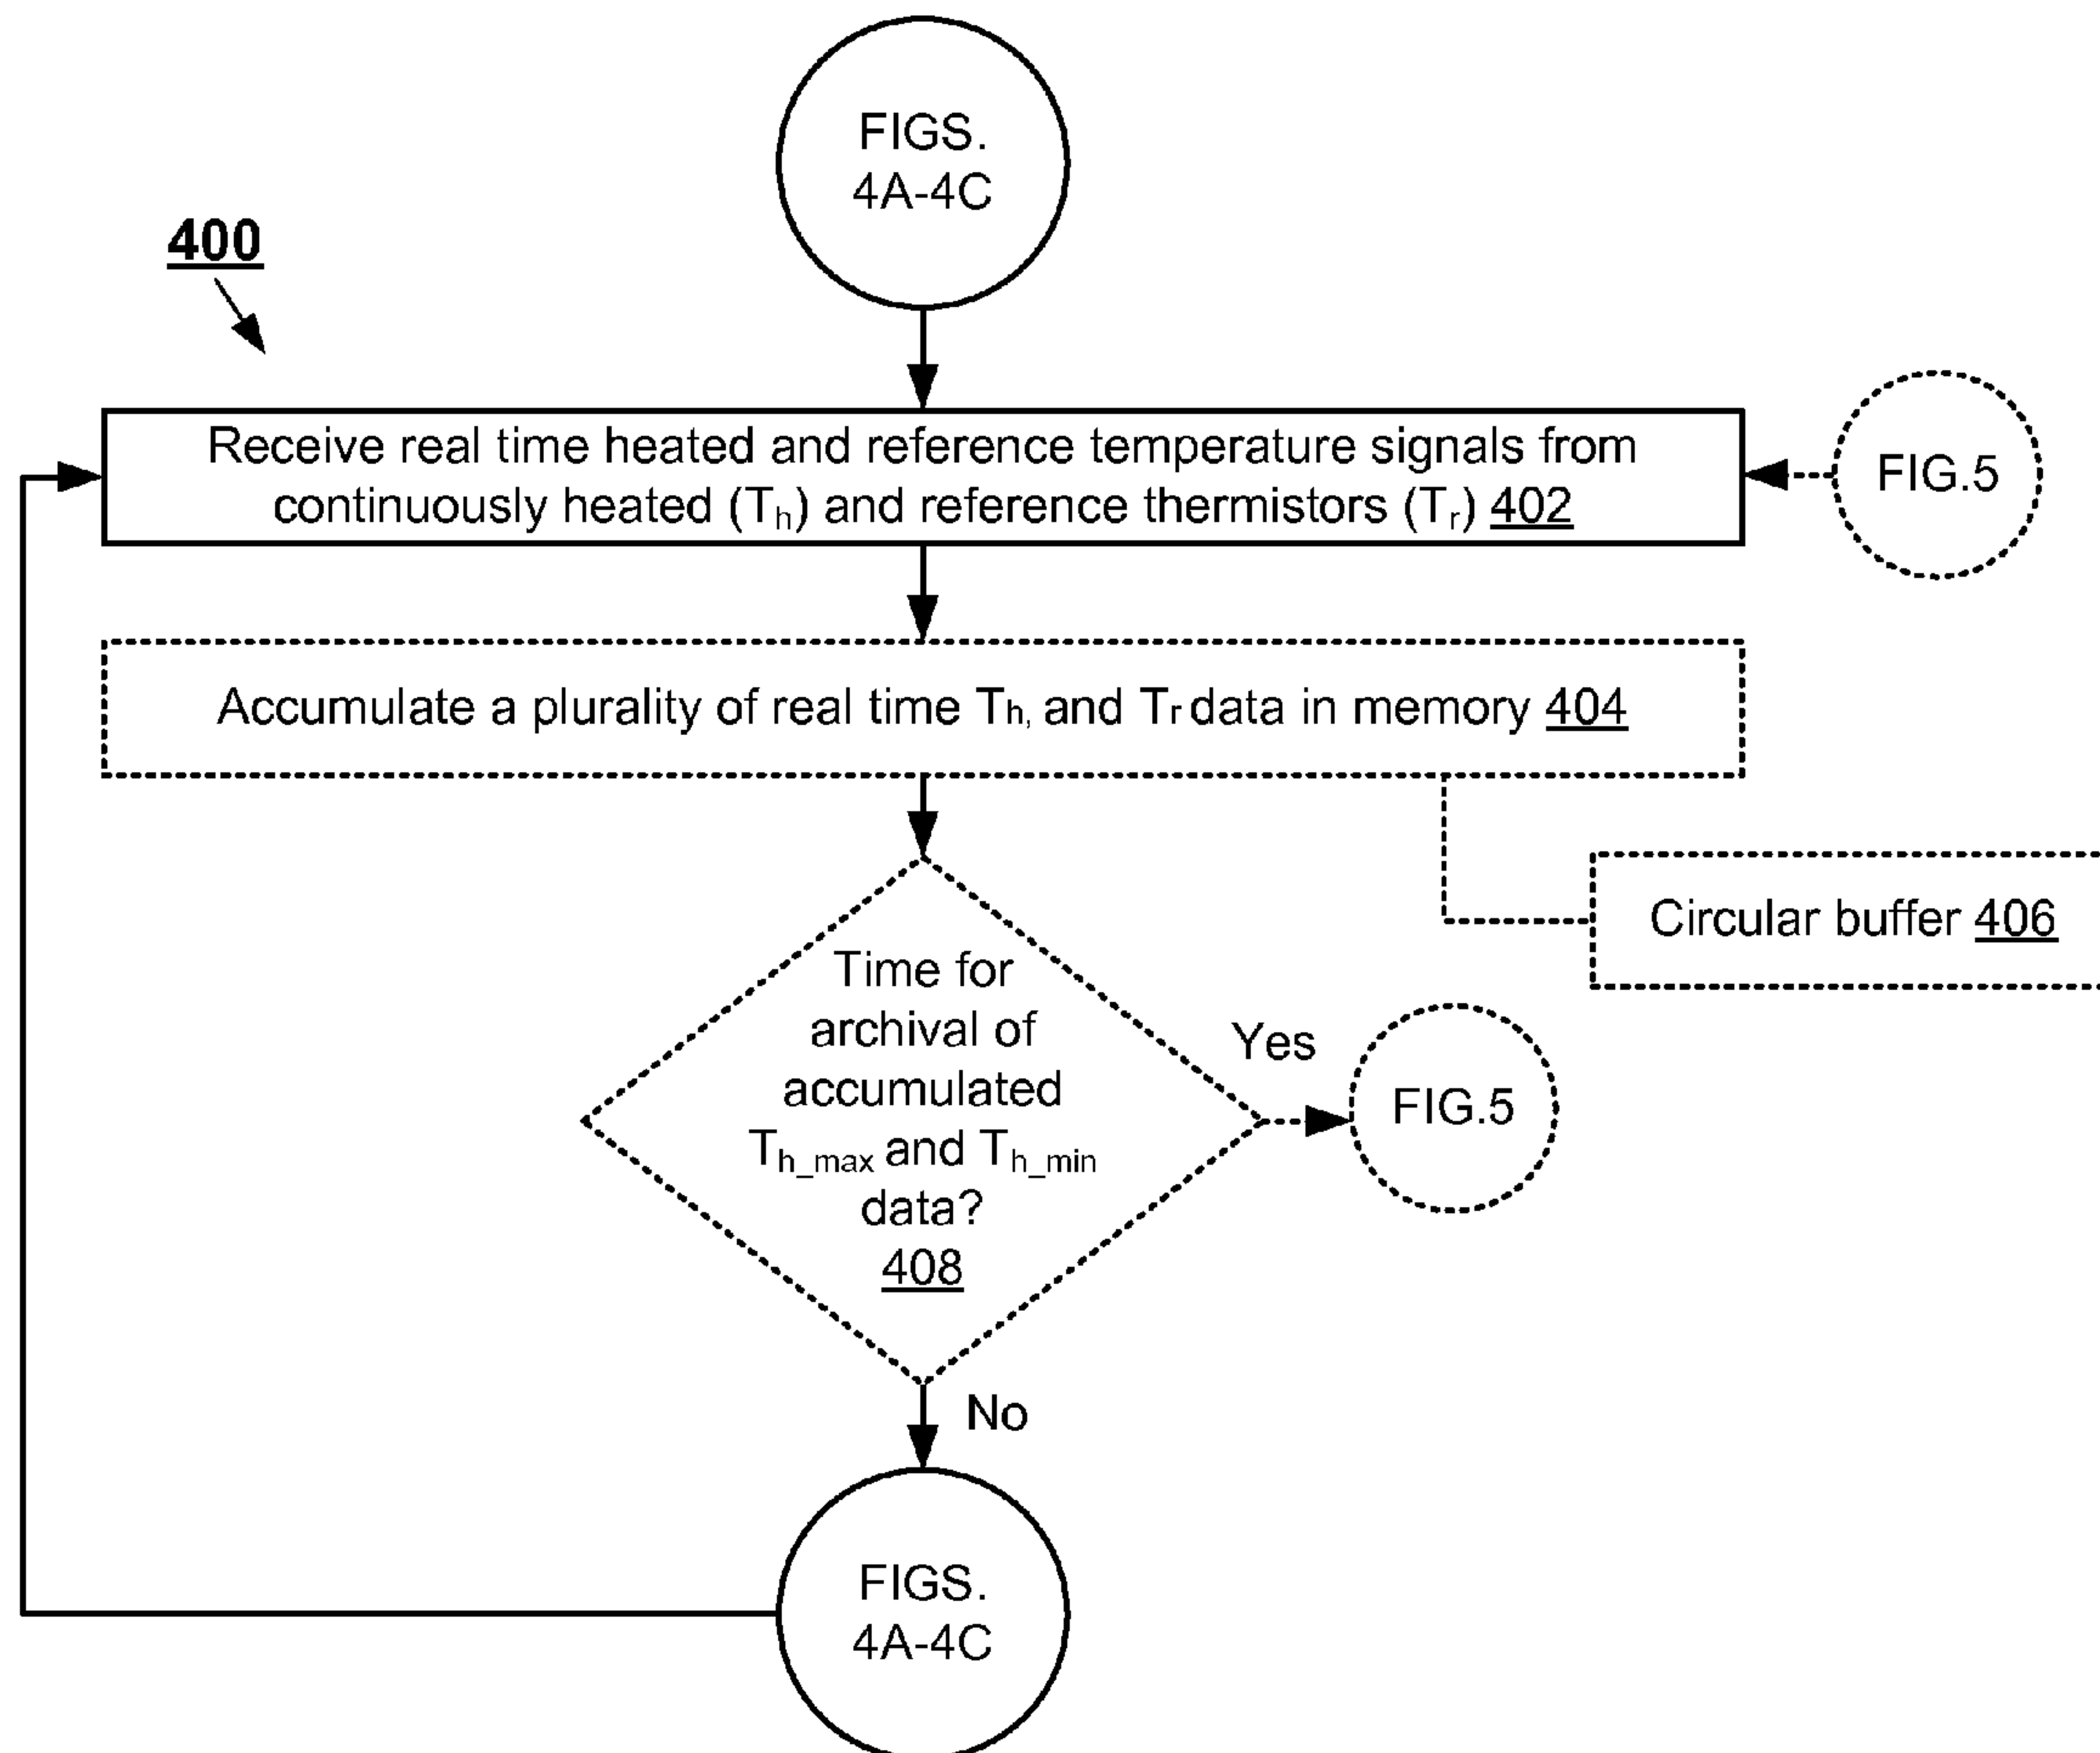 FIGS.
4A-4C
400
Receive real time heated and reference temperature signals from
continuously heated (Th) and reference thermistors (Tr) 402
FIG.5
Accumulate a plurality of real time Th, and Tr data in memory 404
Circular buffer 406
Time for
archival of
accumulated
Th_max and Th_min
data?
408
Yes
FIG.5
No
FIGS.
4A-4C